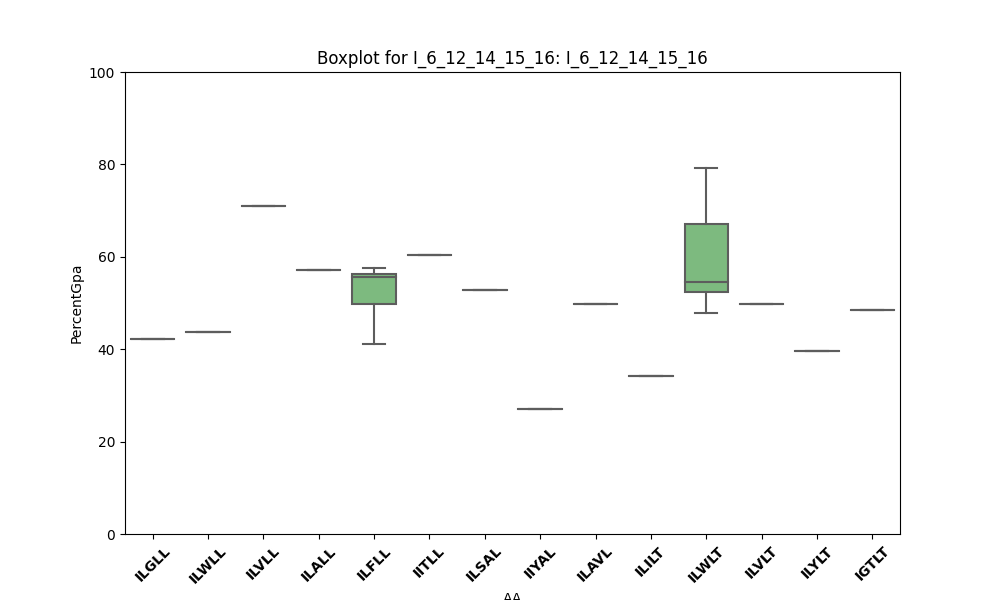 Boxplot for I_6_12_14_15_16: I_6_12_14_15_16
100
80
60
40
20
0
PercentGpa
ILGLL
ILWLL
ILVLL
ILALL
ILFLL
IITLL
ILSAL
IIYAL
ILAVL
ILILT
ILWLT
ILVLT
ILYLT
IGTLT
AA